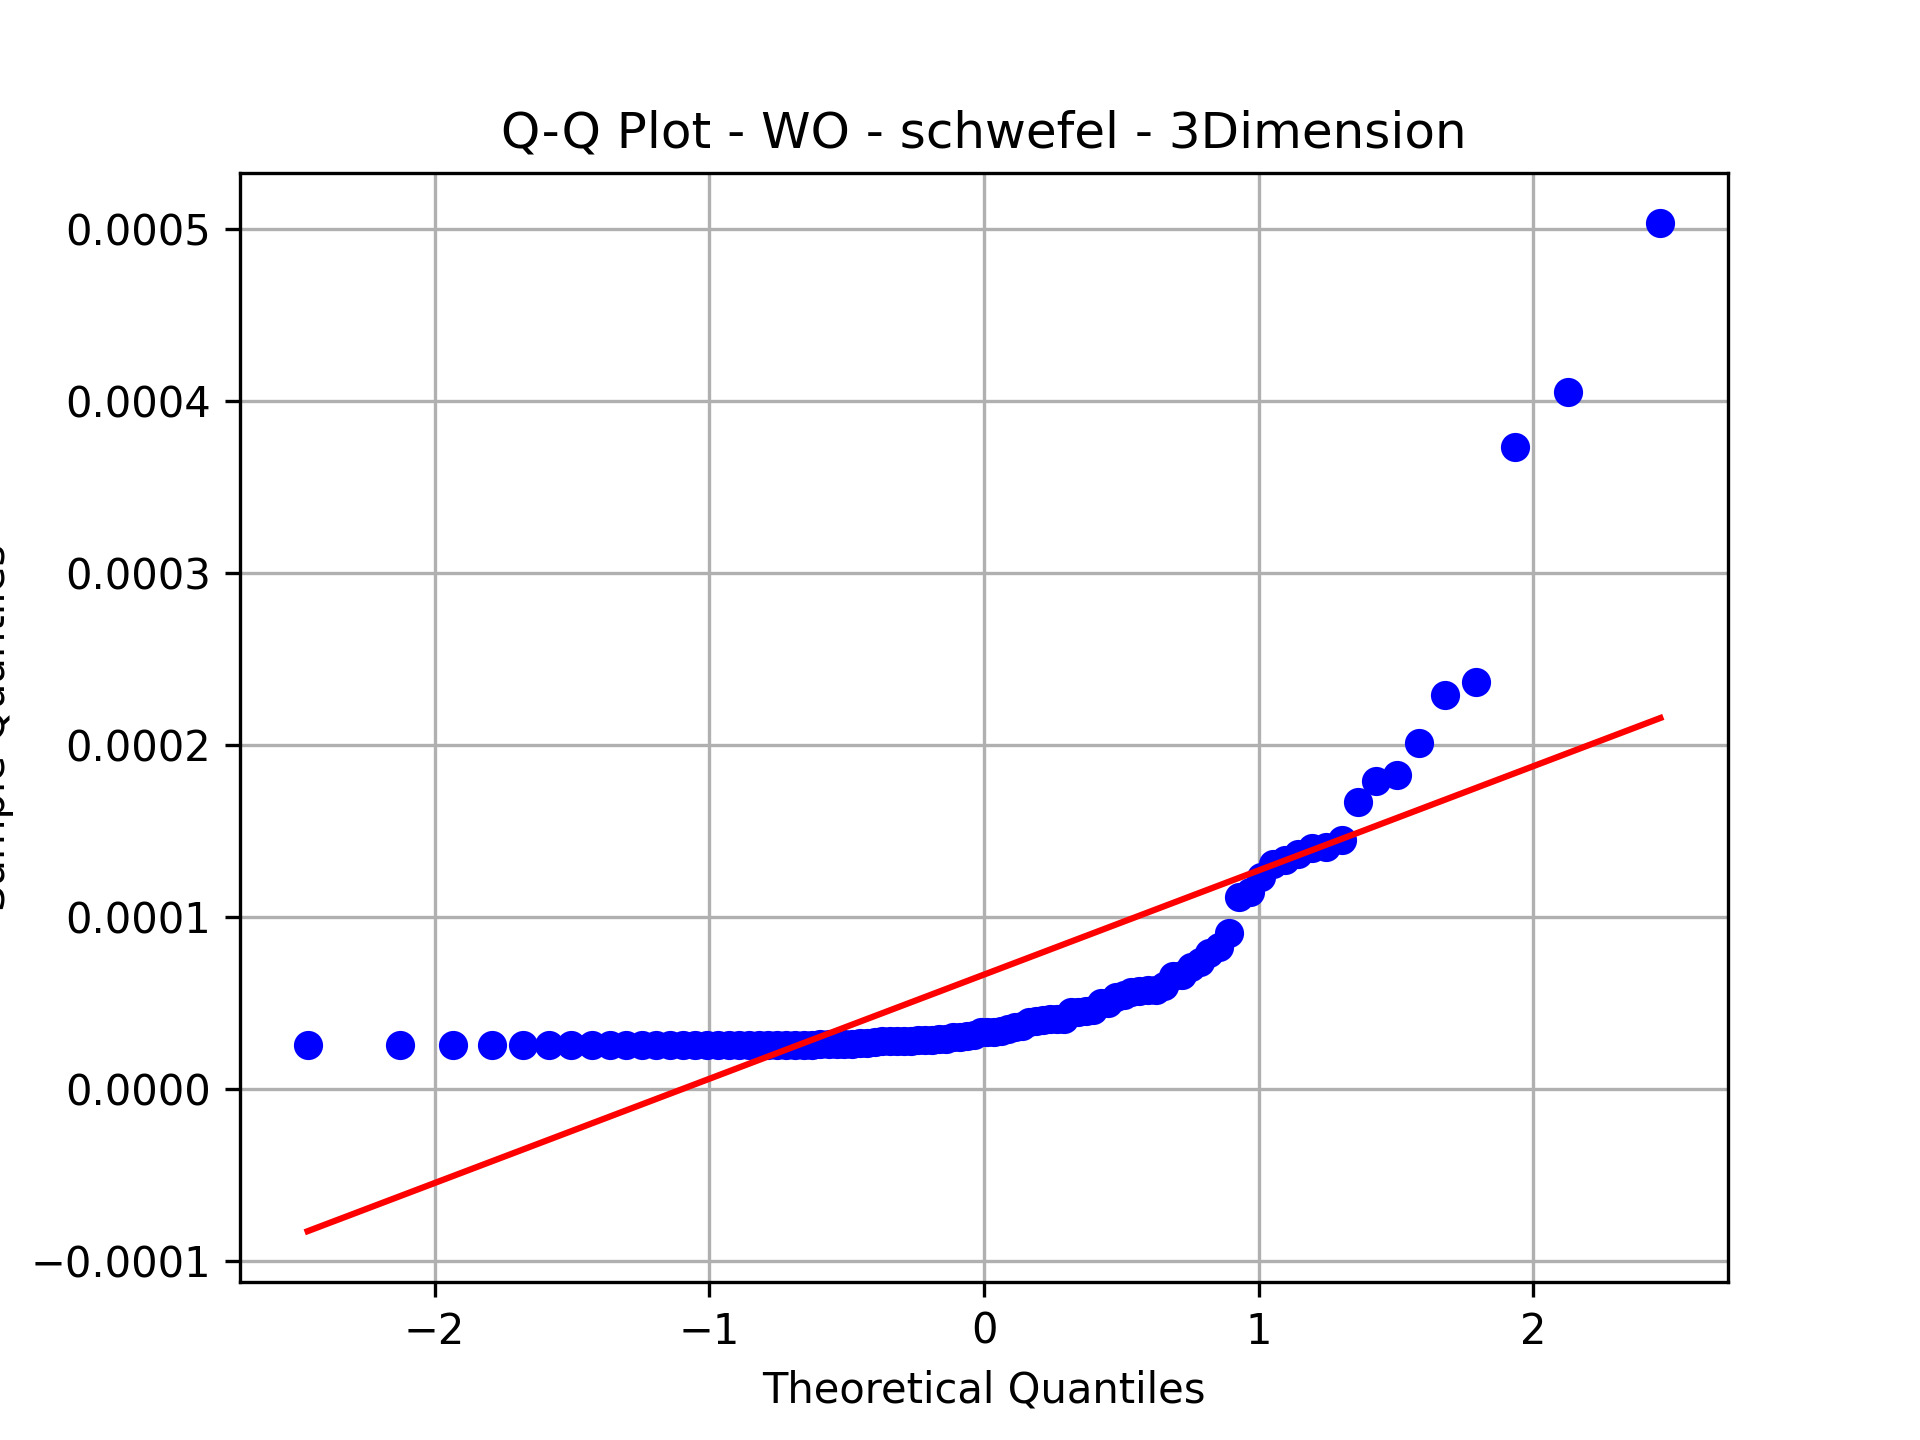 Q-Q Plot - WO - schwefel - 3Dimension
0.0005
0.0004
0.0003
0.0002
0.0001
0.0000
−0.0001
−2 −1 0 1 2
Theoretical Quantiles